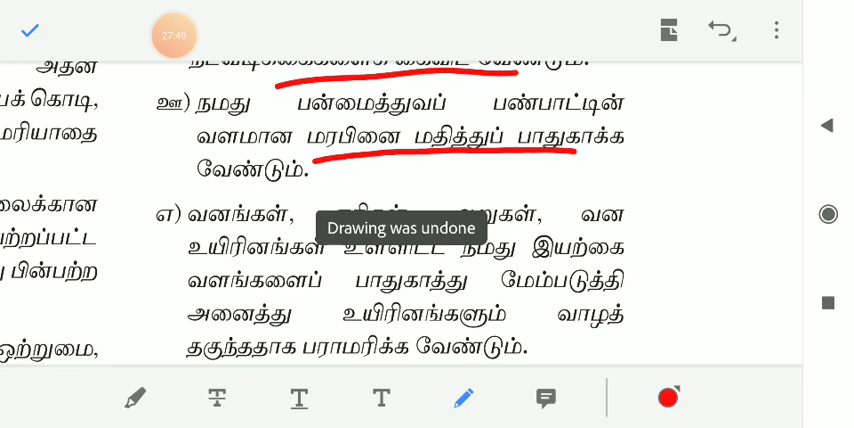 27:49
அதன்
பக் கொடி,
மரியாதை
லைக்கான
பற்றப்பட்ட
பின்பற்ற
ஒற்றுமை,
வேண்டும்.
ஊ) நமது பன்மைத்துவப் பண்பாட்டின்
வளமான மரபினை மதித்துப் பாதுகாக்க
வேண்டும்.
எ) வனங்கள், வன
உயிரினங்கள் உள்ளிட்ட நமது இயற்கை
வளங்களைப் பாதுகாத்து மேம்படுத்தி
அனைத்து உயிரினங்களும் வாழத்
தகுந்ததாக பராமரிக்க வேண்டும்.
Drawing was undone